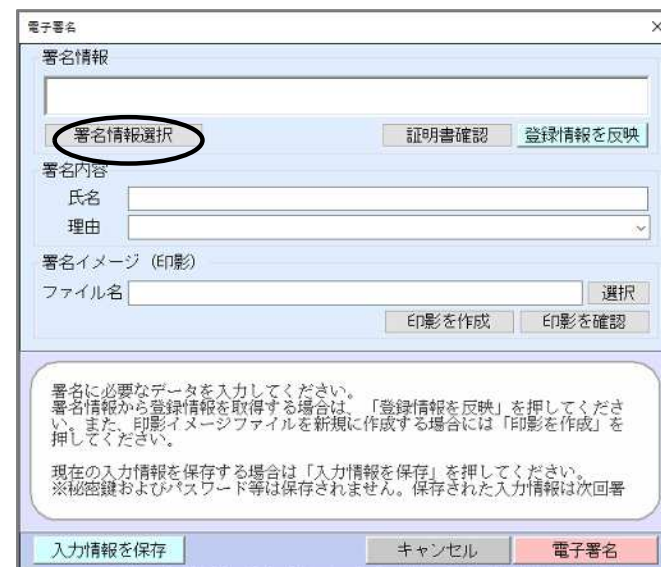 電子署名
署名情報
署名情報選択 証明書確認 登録情報を反映
署名内容
氏名
理由
署名イメージ（印影）
ファイル名 選択
印影を作成 印影を確認
署名に必要なデータを入力してください。
署名情報から登録情報を取得する場合は、「登録情報を反映」を押してくださ
い。また、印影イメージファイルを新規に作成する場合には「印影を作成」を
押してください。
現在の入力情報を保存する場合は「入力情報を保存」を押してください。
※秘密鍵およびパスワード等は保存されません。保存された入力情報は次回署
入力情報を保存 キャンセル 電子署名